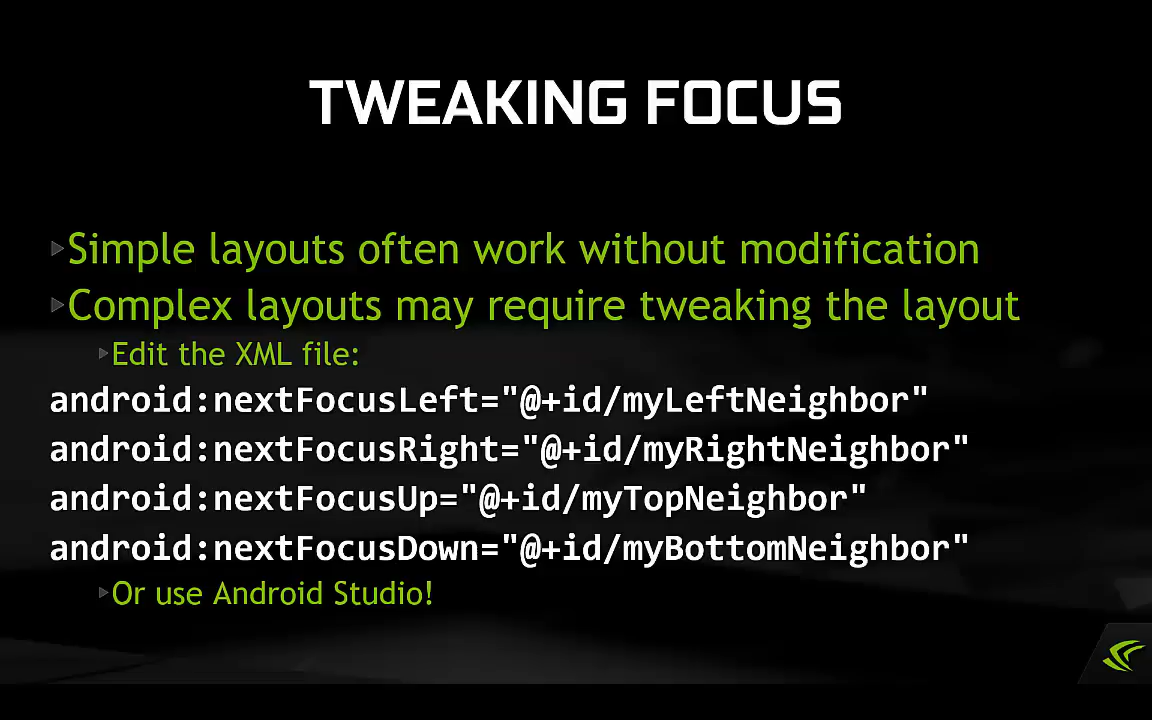 TWEAKING FOCUS
Simple layouts often work without modification
Complex layouts may require tweaking the layout
Edit the XML file:
android:nextFocusLeft="@+id/myLeftNeighbor"
android:nextFocusRight="@+id/myRightNeighbor"
android:nextFocusUp="@+id/myTopNeighbor"
android:nextFocusDown="@+id/myBottomNeighbor"
Or use Android Studio!